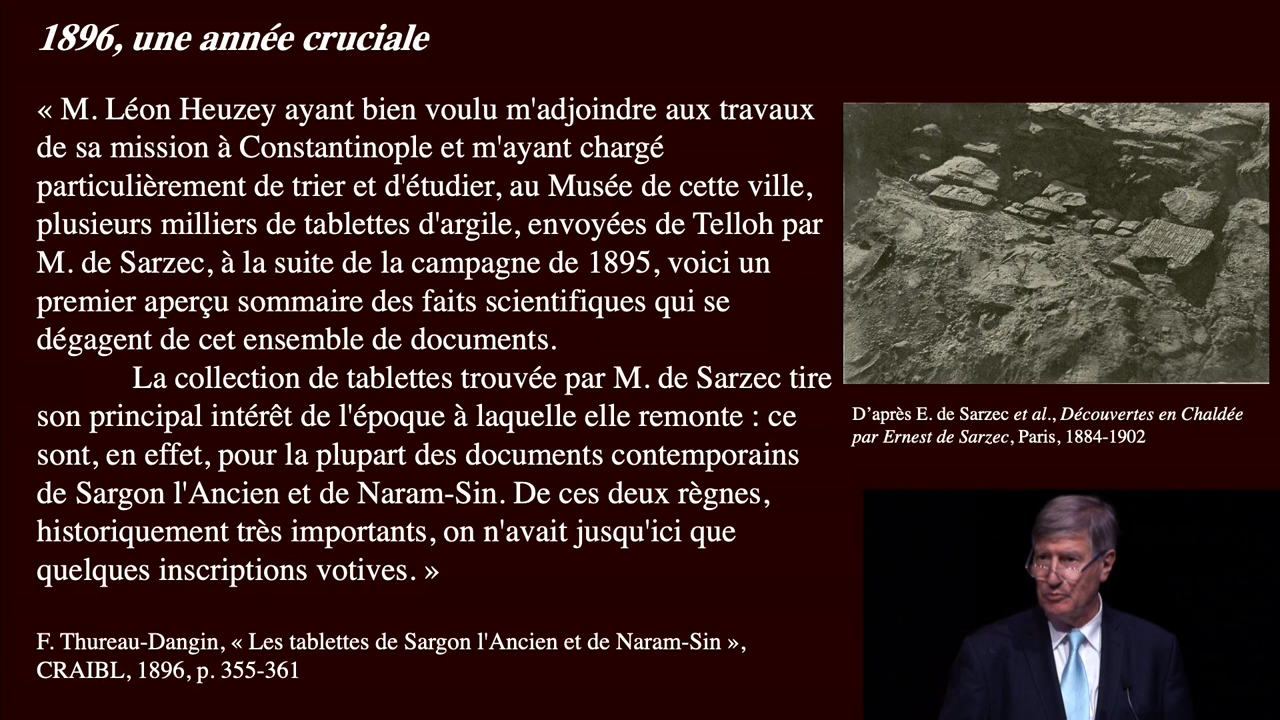 1896, une année cruciale
« M. Léon Heuzey ayant bien voulu m'adjoindre aux travaux
de sa mission à Constantinople et m'ayant chargé
particulièrement de trier et d'étudier, au Musée de cette ville,
plusieurs milliers de tablettes d'argile, envoyées de Telloh par
M. de Sarzec, à la suite de la campagne de 1895, voici un
premier aperçu sommaire des faits scientifiques qui se
dégagent de cet ensemble de documents.
La collection de tablettes trouvée par M. de Sarzec tire
son principal intérêt de l'époque à laquelle elle remonte : ce
sont, en effet, pour la plupart des documents contemporains
de Sargon l'Ancien et de Naram-Sin. De ces deux règnes,
historiquement très importants, on n'avait jusqu'ici que
quelques inscriptions votives. »
F. Thureau-Dangin, « Les tablettes de Sargon l'Ancien et de Naram-Sin »,
CRAIBL, 1896, p. 355-361
D'après E. de Sarzec et al., Découvertes en Chaldée
par Ernest de Sarzec, Paris, 1884-1902